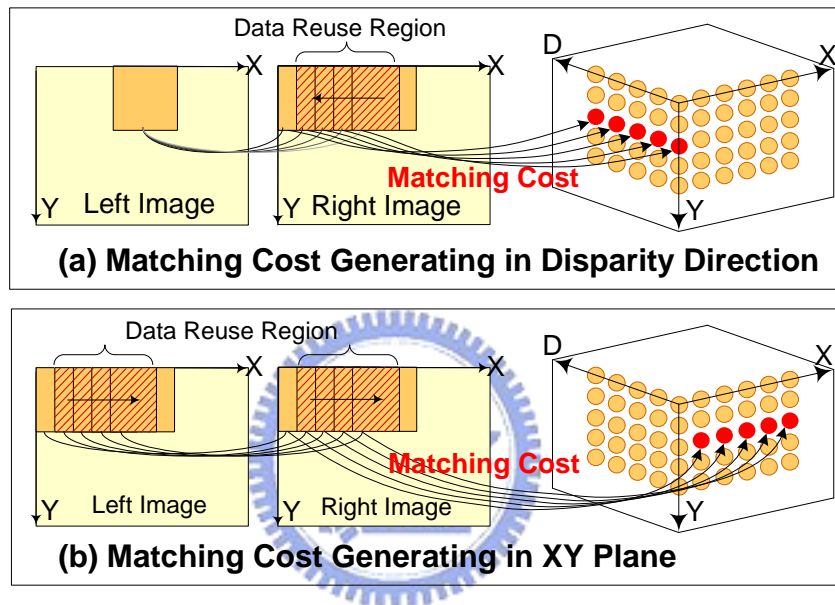 Data Reuse Region
X
X
D
X
Matching Cost
Y
Left Image
Y
Right Image
Y
(a) Matching Cost Generating in Disparity Direction
Data Reuse Region
X
X
D
X
Matching Cost
Y
Left Image
Y
Right Image
Y
(b) Matching Cost Generating in XY Plane